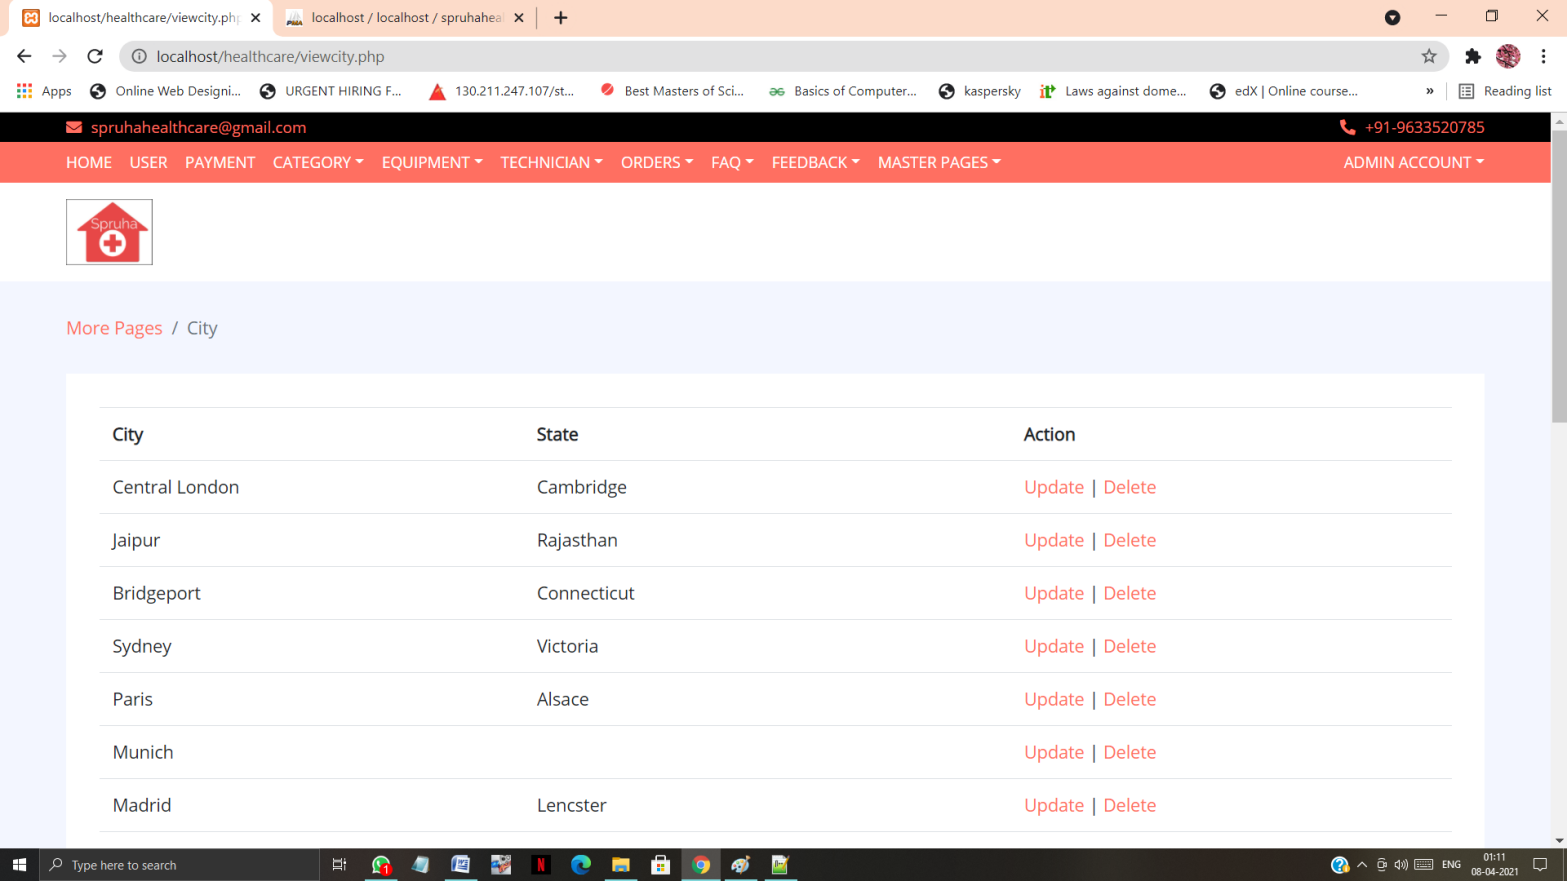 localhost/healthcare/viewcity.php
localhost / localhost / spruhaheal
localhost/healthcare/viewcity.php
Apps Online Web Designi... URGENT HIRING F... 130.211.247.107/st... Best Masters of Sci... Basics of Computer... kaspersky Laws against dome... edX | Online course... » Reading list
spruhahealthcare@gmail.com +91-9633520785
HOME USER PAYMENT CATEGORY EQUIPMENT TECHNICIAN ORDERS FAQ FEEDBACK MASTER PAGES ADMIN ACCOUNT
Spruha
More Pages / City
City State Action
Central London Cambridge Update | Delete
Jaipur Rajasthan Update | Delete
Bridgeport Connecticut Update | Delete
Sydney Victoria Update | Delete
Paris Alsace Update | Delete
Munich Update | Delete
Madrid Lencster Update | Delete
Type here to search
1
ENG
01:11
08-04-2021